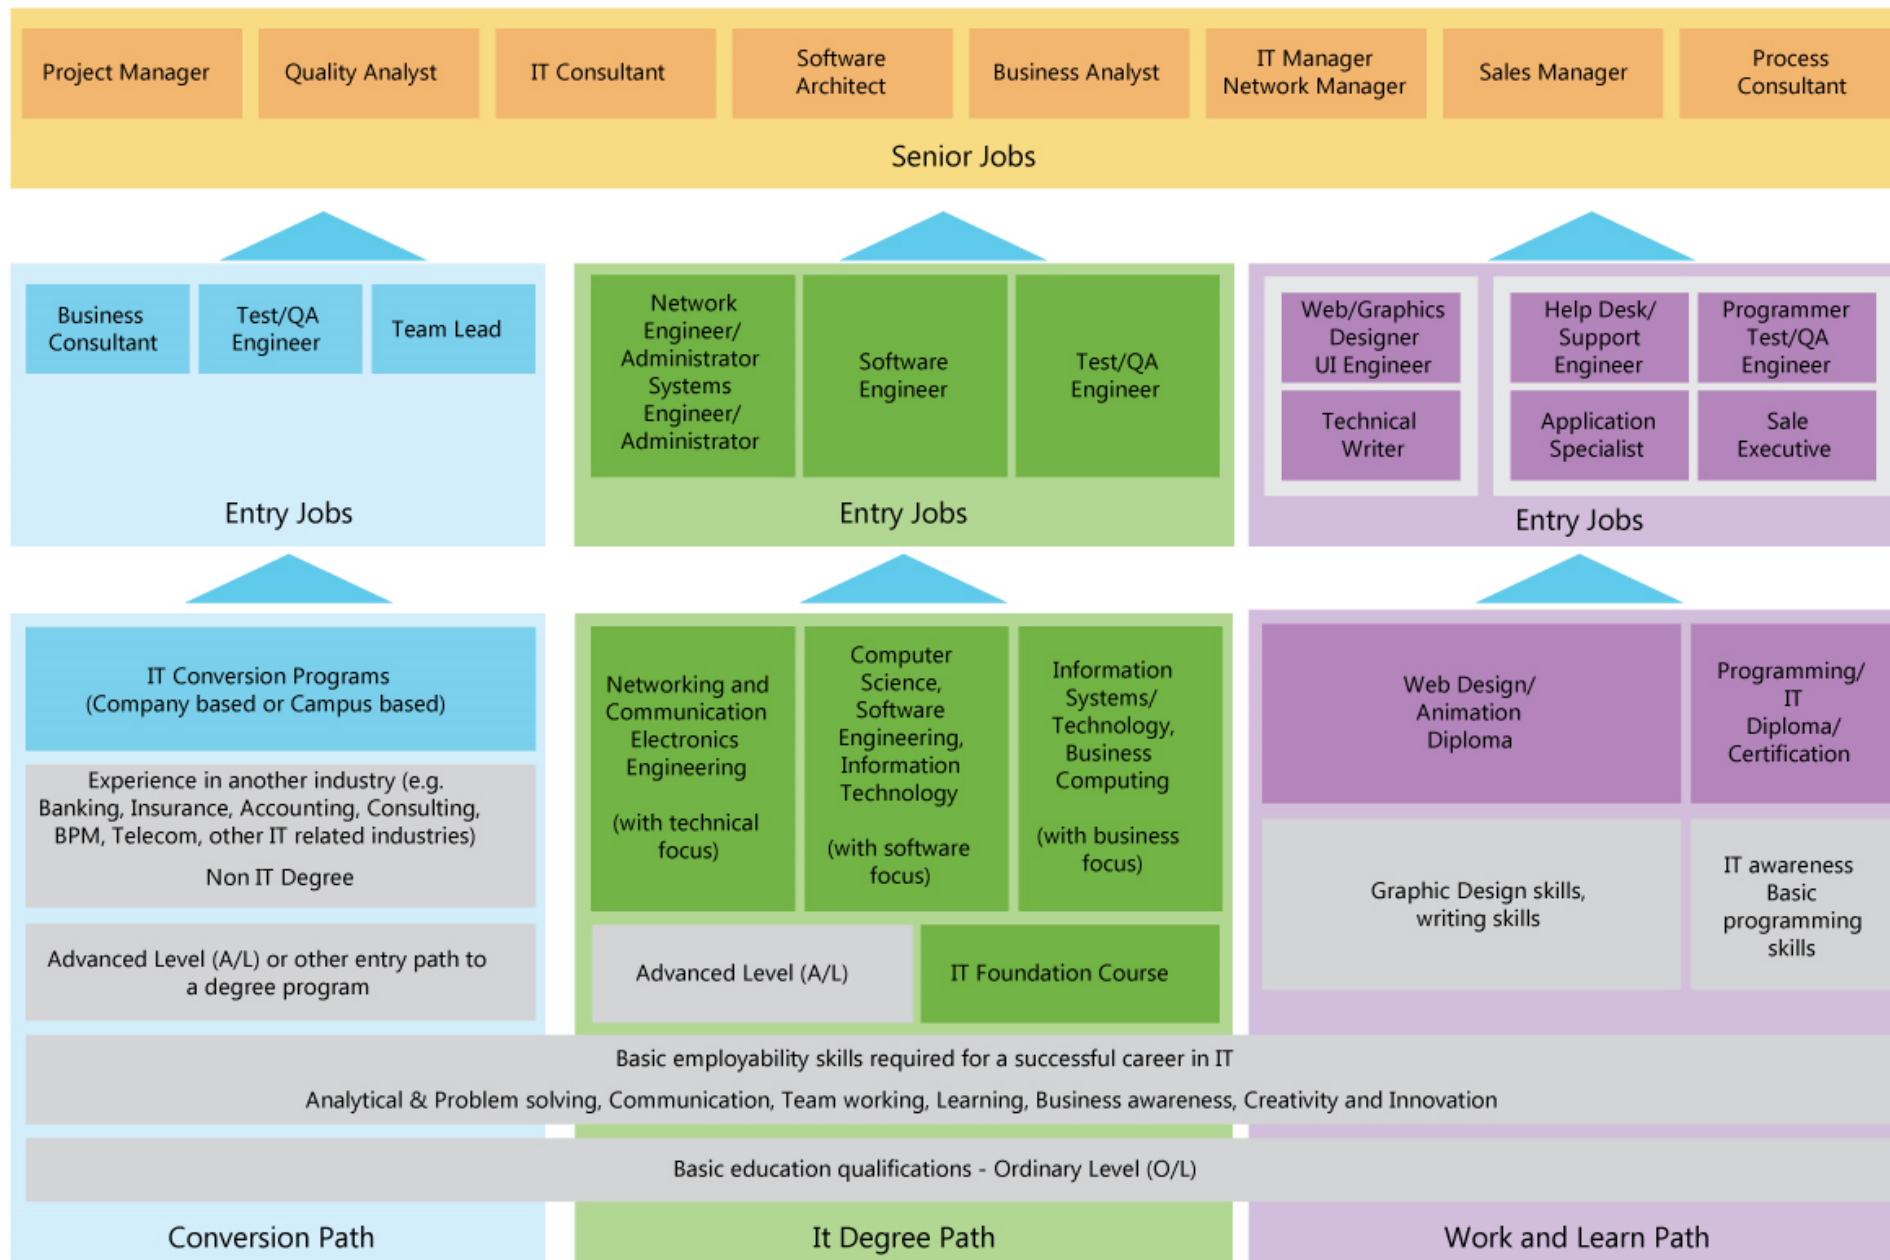 Project Manager
Quality Analyst
IT Consultant
Software
Architect
Business Analyst
IT Manager
Network Manager
Sales Manager
Process
Consultant
Senior Jobs
Business
Consultant
Test/QA
Engineer
Team Lead
Entry Jobs
Network
Engineer/
Administrator
Systems
Engineer/
Administrator
Software
Engineer
Test/QA
Engineer
Entry Jobs
Web/Graphics
Designer
UI Engineer
Help Desk/
Support
Engineer
Programmer
Test/QA
Engineer
Technical
Writer
Application
Specialist
Sale
Executive
Entry Jobs
IT Conversion Programs
(Company based or Campus based)
Experience in another industry (e.g.
Banking, Insurance, Accounting, Consulting,
BPM, Telecom, other IT related industries)
Non IT Degree
Advanced Level (A/L) or other entry path to
a degree program
Networking and
Communication
Electronics
Engineering
(with technical
focus)
Computer
Science,
Software
Engineering,
Information
Technology
(with software
focus)
Information
Systems/
Technology,
Business
Computing
(with business
focus)
Advanced Level (A/L)
IT Foundation Course
Web Design/
Animation
Diploma
Programming/
IT
Diploma/
Certification
Graphic Design skills,
writing skills
IT awareness
Basic
programming
skills
Basic employability skills required for a successful career in IT
Analytical & Problem solving, Communication, Team working, Learning, Business awareness, Creativity and Innovation
Basic education qualifications - Ordinary Level (O/L)
Conversion Path
It Degree Path
Work and Learn Path